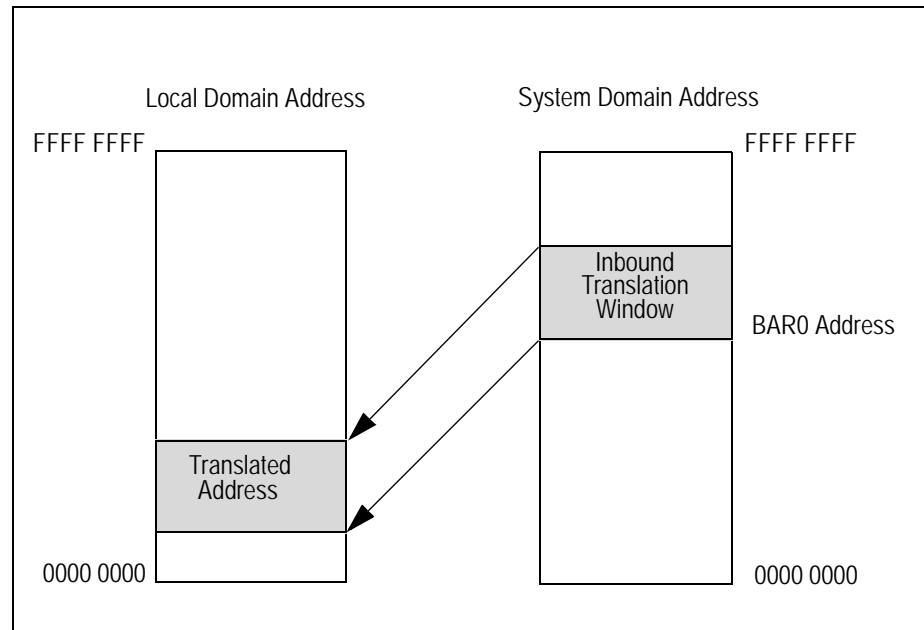 Local Domain Address
System Domain Address
FFFF FFFF
FFFF FFFF
Inbound
Translation
Window
BAR0 Address
Translated
Address
0000 0000
0000 0000